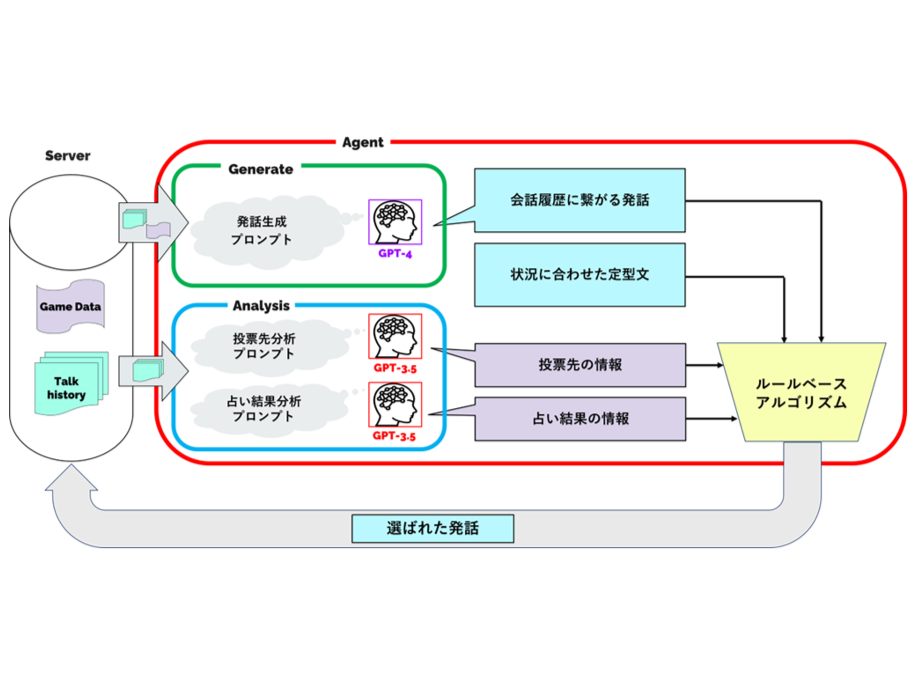 Agent
Server
Generate
発話生成
プロンプト
GPT-4
会話履歴に繋がる発話
状況に合わせた定型文
Game Data
Talk
history
Analysis
投票先分析
プロンプト
GPT-3.5
占い結果分析
プロンプト
GPT-3.5
投票先の情報
占い結果の情報
ルールベース
アルゴリズム
選ばれた発話